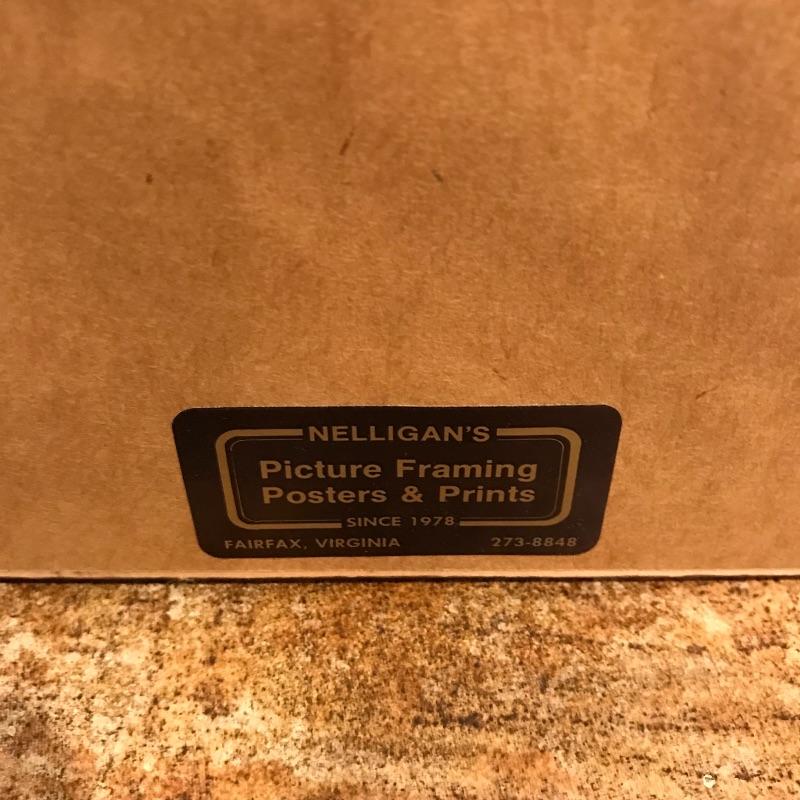 NELLIGAN'S
Picture Framing
Posters & Prints
SINCE 1978
FAIRFAX, VIRGINIA 273-8848